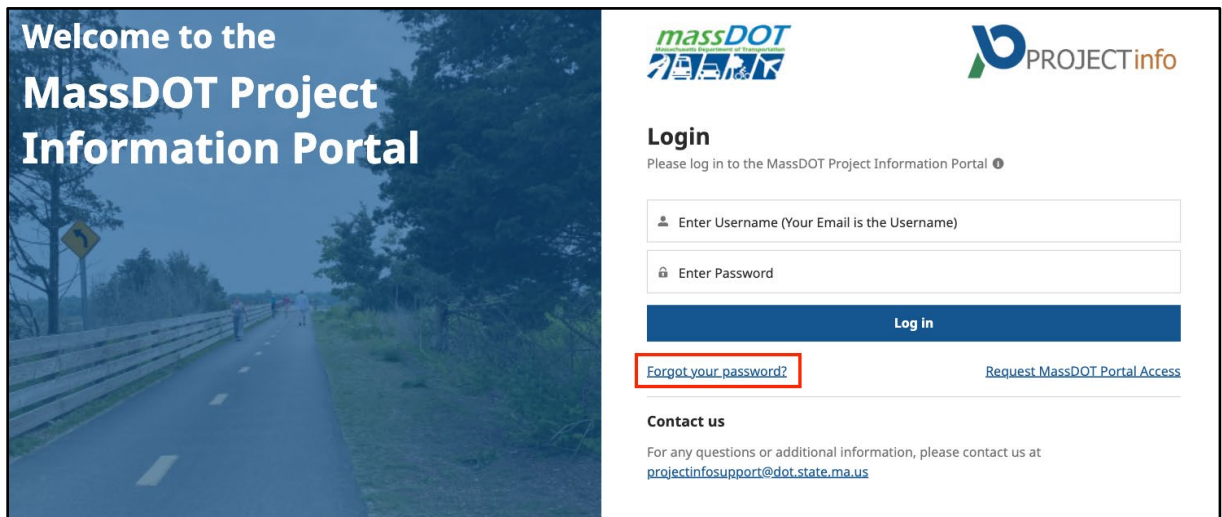 Welcome to the
MassDOT Project
Information Portal
massDOT
Massachusetts Department of Transportation
PROJECTinfo
Login
Please log in to the MassDOT Project Information Portal
Enter Username (Your Email is the Username)
Enter Password
Log in
Forgot your password?
Request MassDOT Portal Access
Contact us
For any questions or additional information, please contact us at
projectinfosupport@dot.state.ma.us